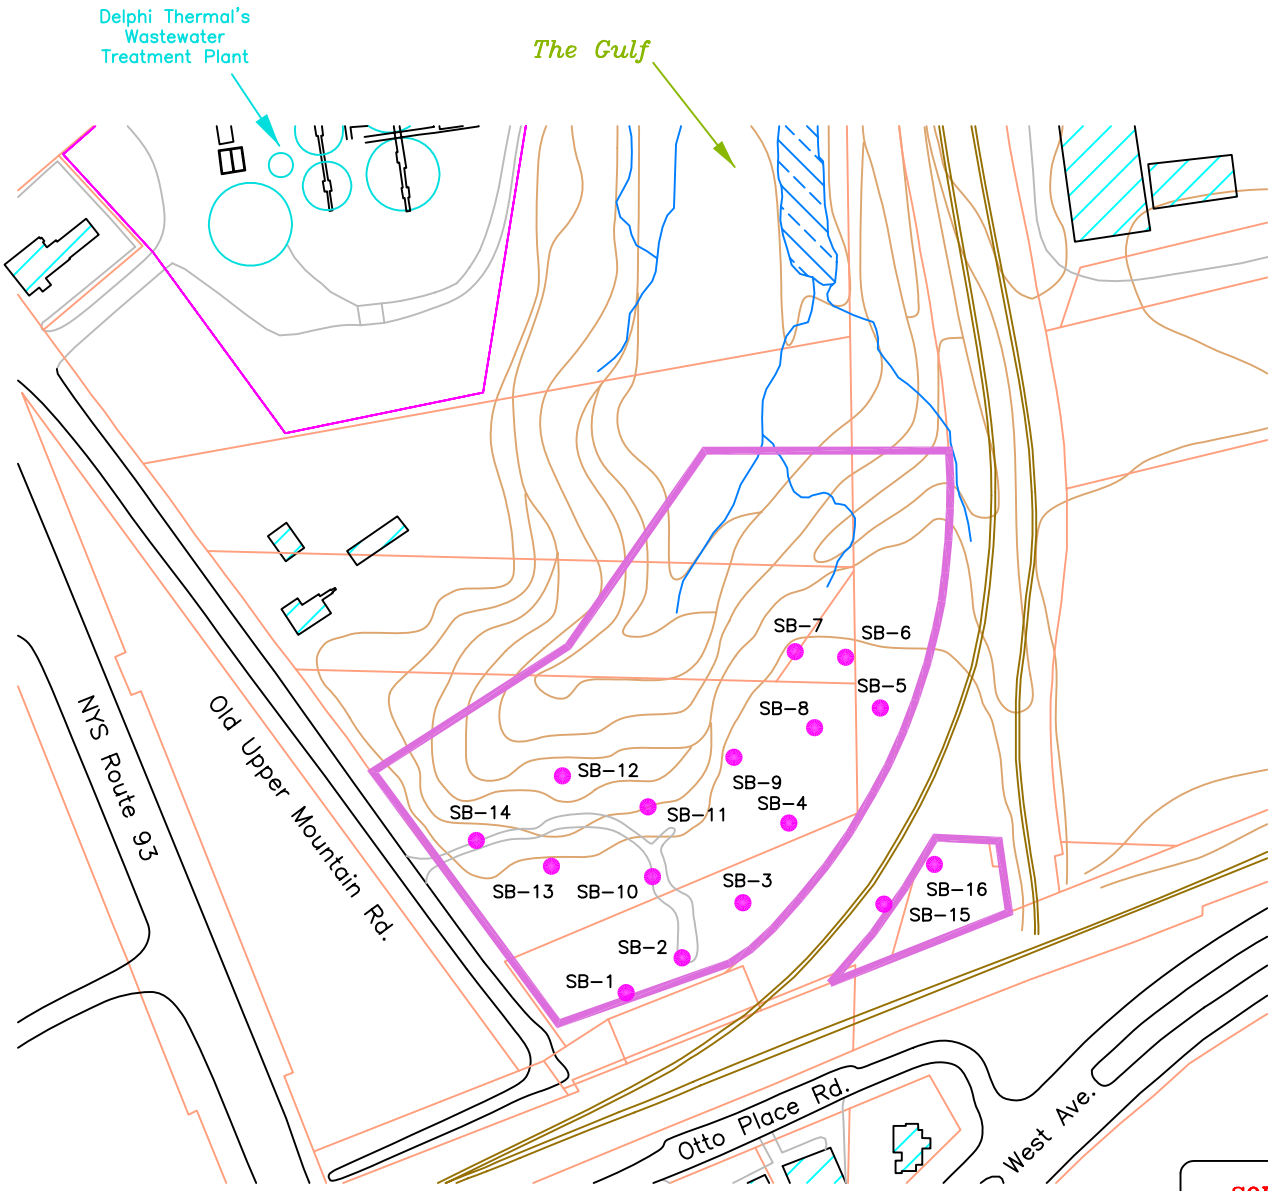 Delphi Thermal's
Wastewater
Treatment Plant
The Gulf
SB-7
SB-6
SB-5
SB-8
SB-12
SB-9
SB-14
SB-11
SB-4
SB-13
SB-10
SB-3
SB-16
SB-15
SB-2
SB-1
NYS Route 93
Old Upper Mountain Rd.
Otto Place Rd.
West Ave.